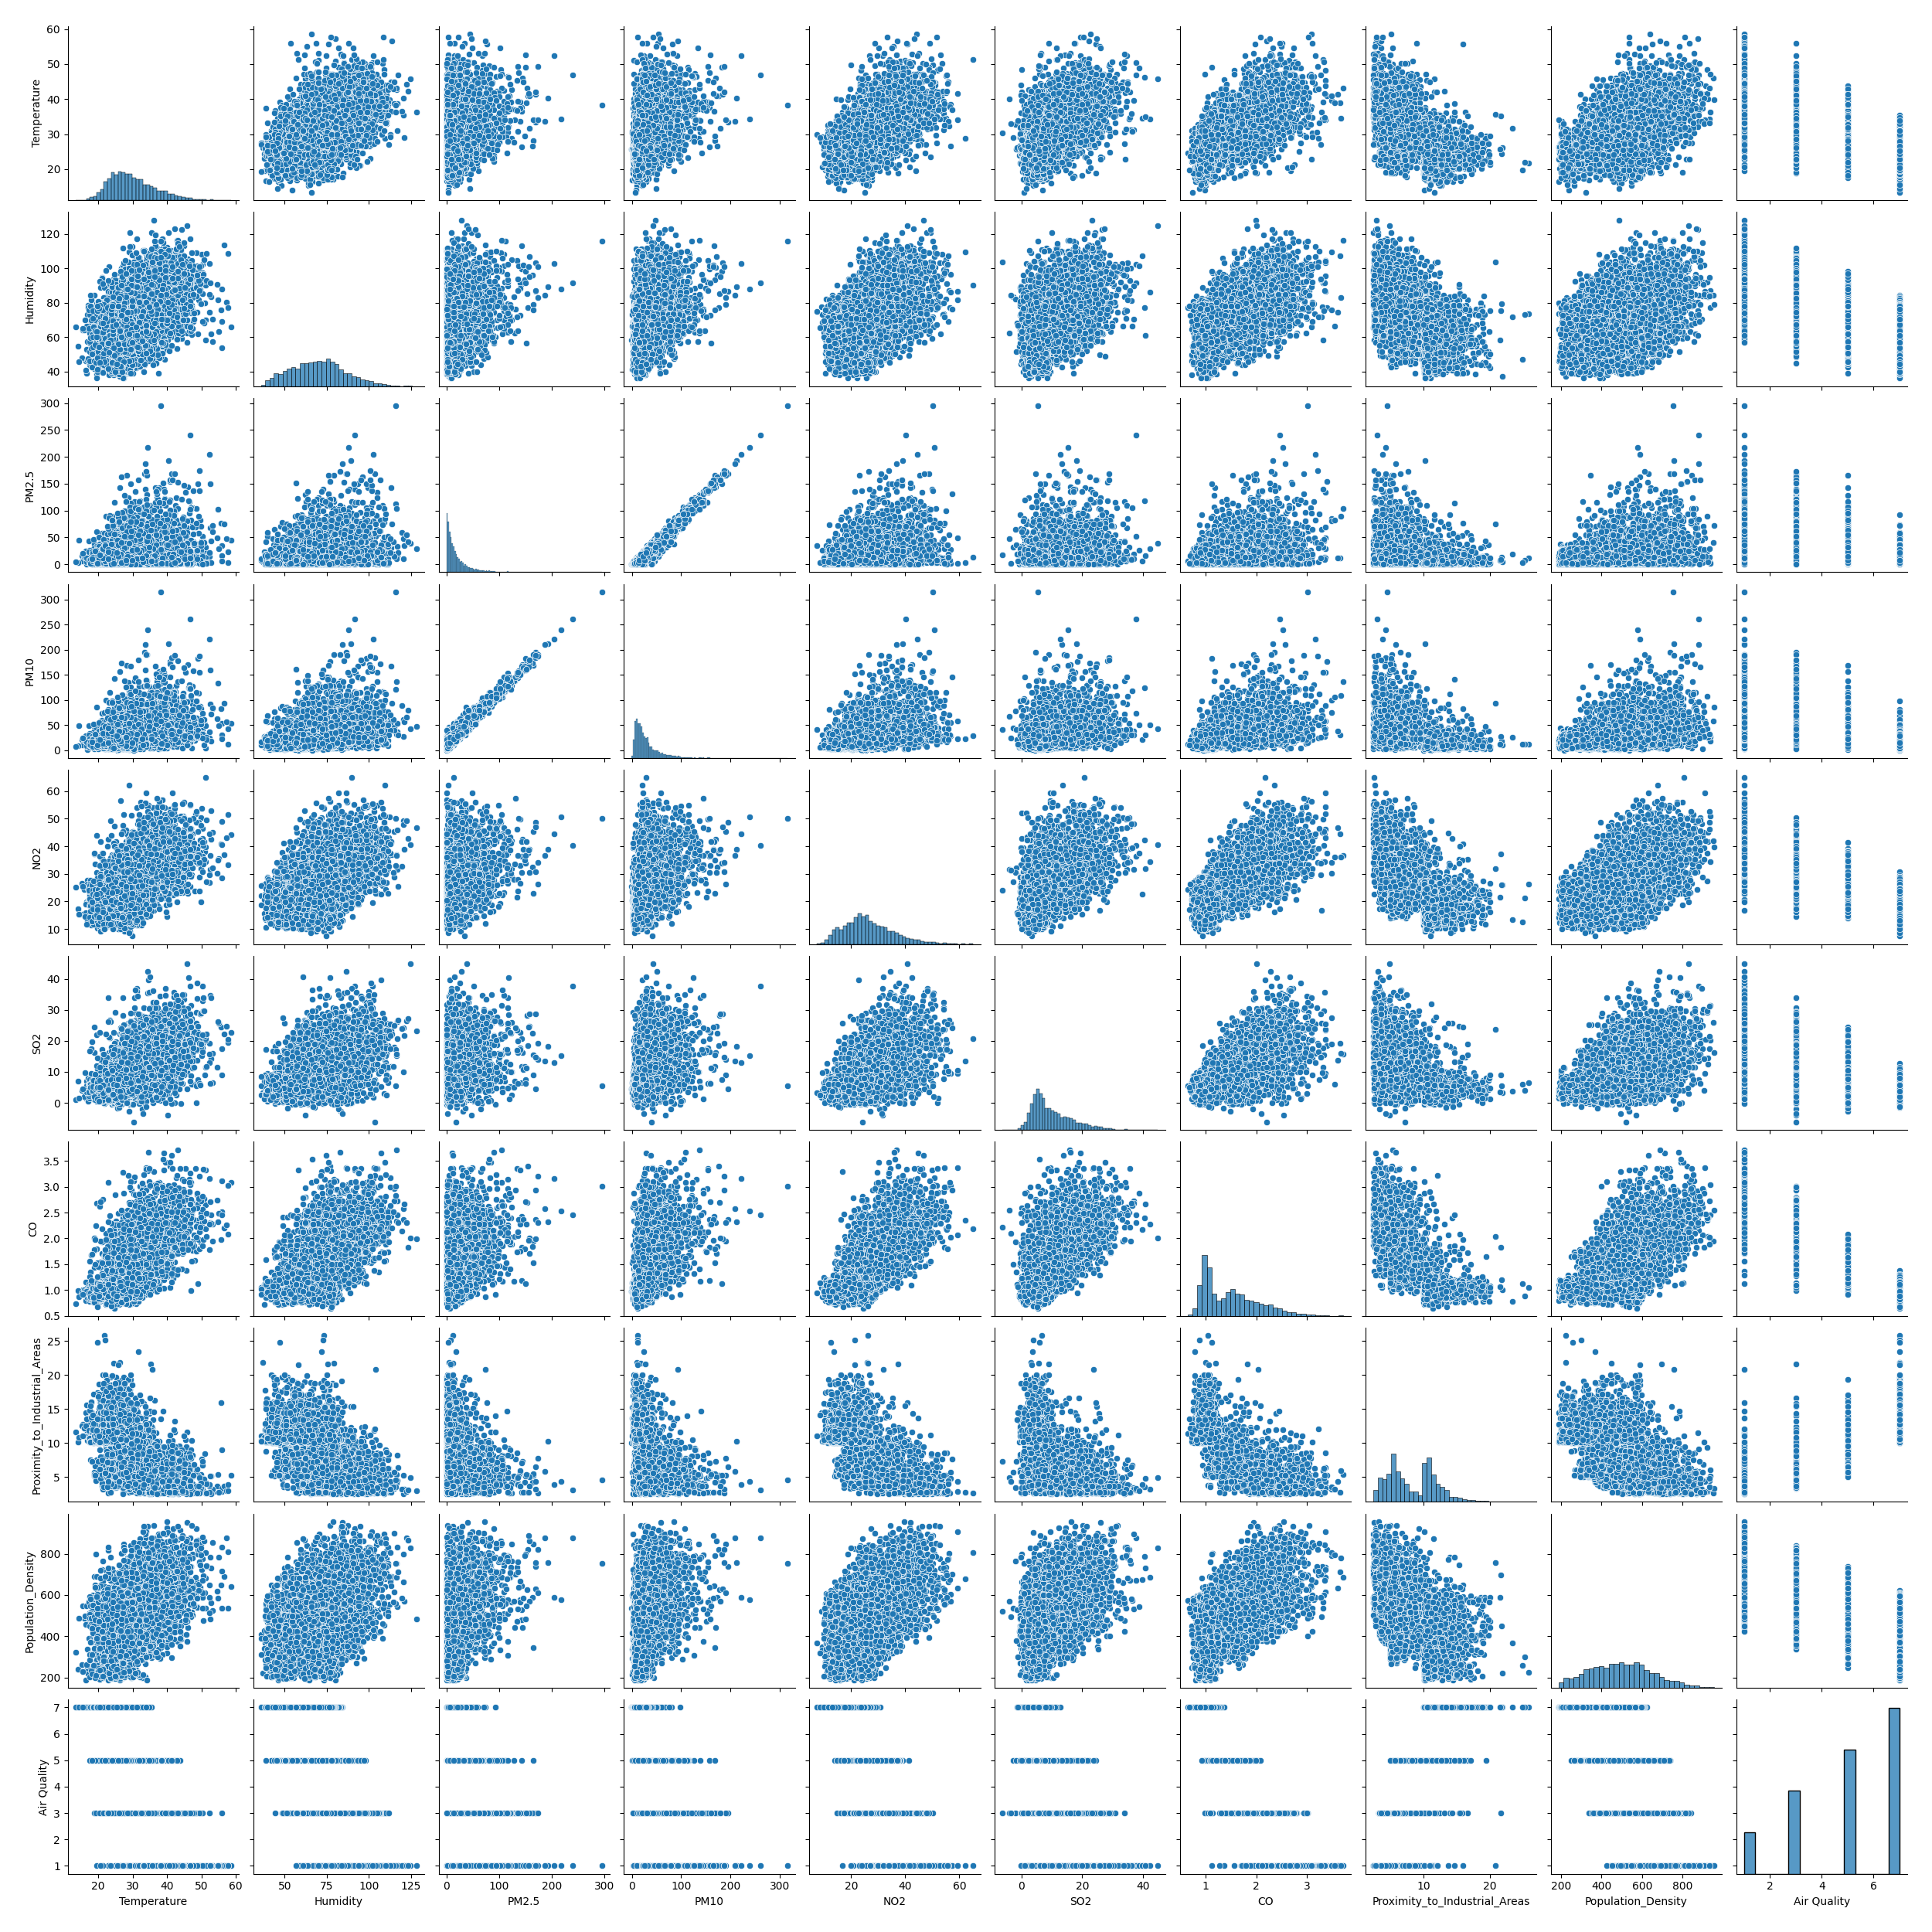 60
50
40
30
20
Temperature
120
100
80
60
40
Humidity
300
250
200
150
100
50
0
PM2.5
300
250
200
150
100
50
0
PM10
60
50
40
30
20
10
NO2
40
30
20
10
0
SO2
3.5
3.0
2.5
2.0
1.5
1.0
0.5
CO
25
20
15
10
5
Proximity_to_Industrial_Areas
800
600
400
200
Population_Density
7
6
5
4
3
2
1
Air Quality
20 40 50 60
50 75 100 125
0 100 200 300
0 100 200 300
20 40 60
0 20 40
1 2 3
10 20
200 400 600 800
2 4 6
Temperature Humidity PM2.5 PM10 NO2 SO2 CO Proximity_to_Industrial_Areas Population_Density Air Quality